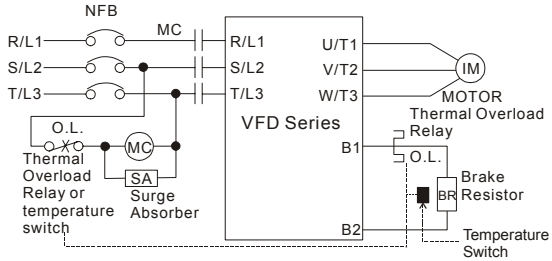 NFB
MC
R/L1
S/L2
T/L3
R/L1
S/L2
T/L3
VFD Series
U/T1
V/T2
W/T3
IM
MOTOR
Thermal Overload
Relay
B1
O.L.
Brake
Resistor
BR
B2
Temperature
Switch
O.L.
MC
SA
Surge
Absorber
Thermal
Overload
Relay or
temperature
switch